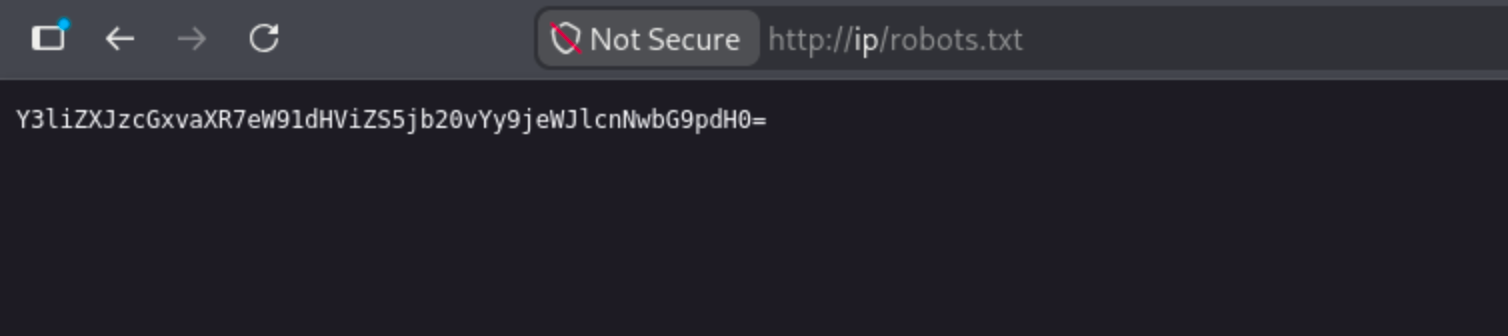 Not Secure http://ip/robots.txt
Y3liZXJzcGxvaXR7eW91dHViZS5jb20vYy9jeWJlcnNwbG9pdH0=